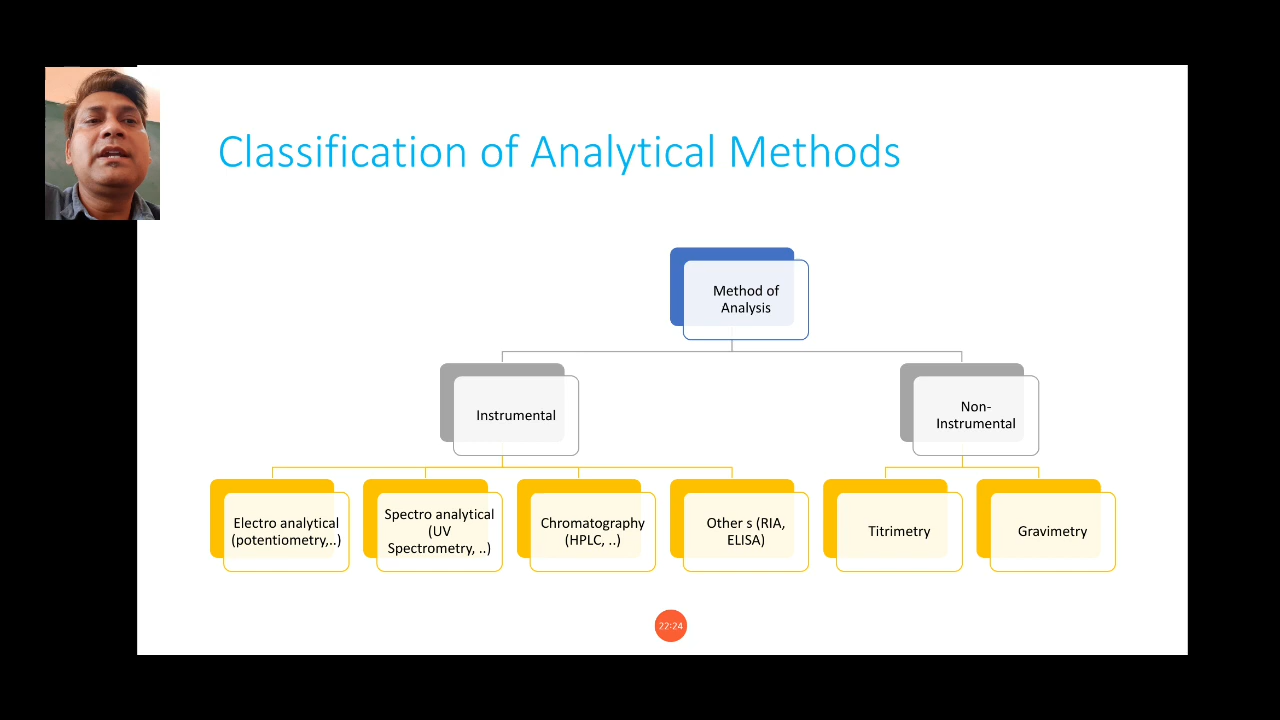 Classification of Analytical Methods
Method of
Analysis
Instrumental
Non-
Instrumental
Electro analytical
(potentiometry,..)
Spectro analytical
(UV
Spectrometry, ..)
Chromatography
(HPLC, ..)
Other s (RIA,
ELISA)
Titrimetry
Gravimetry
22:24